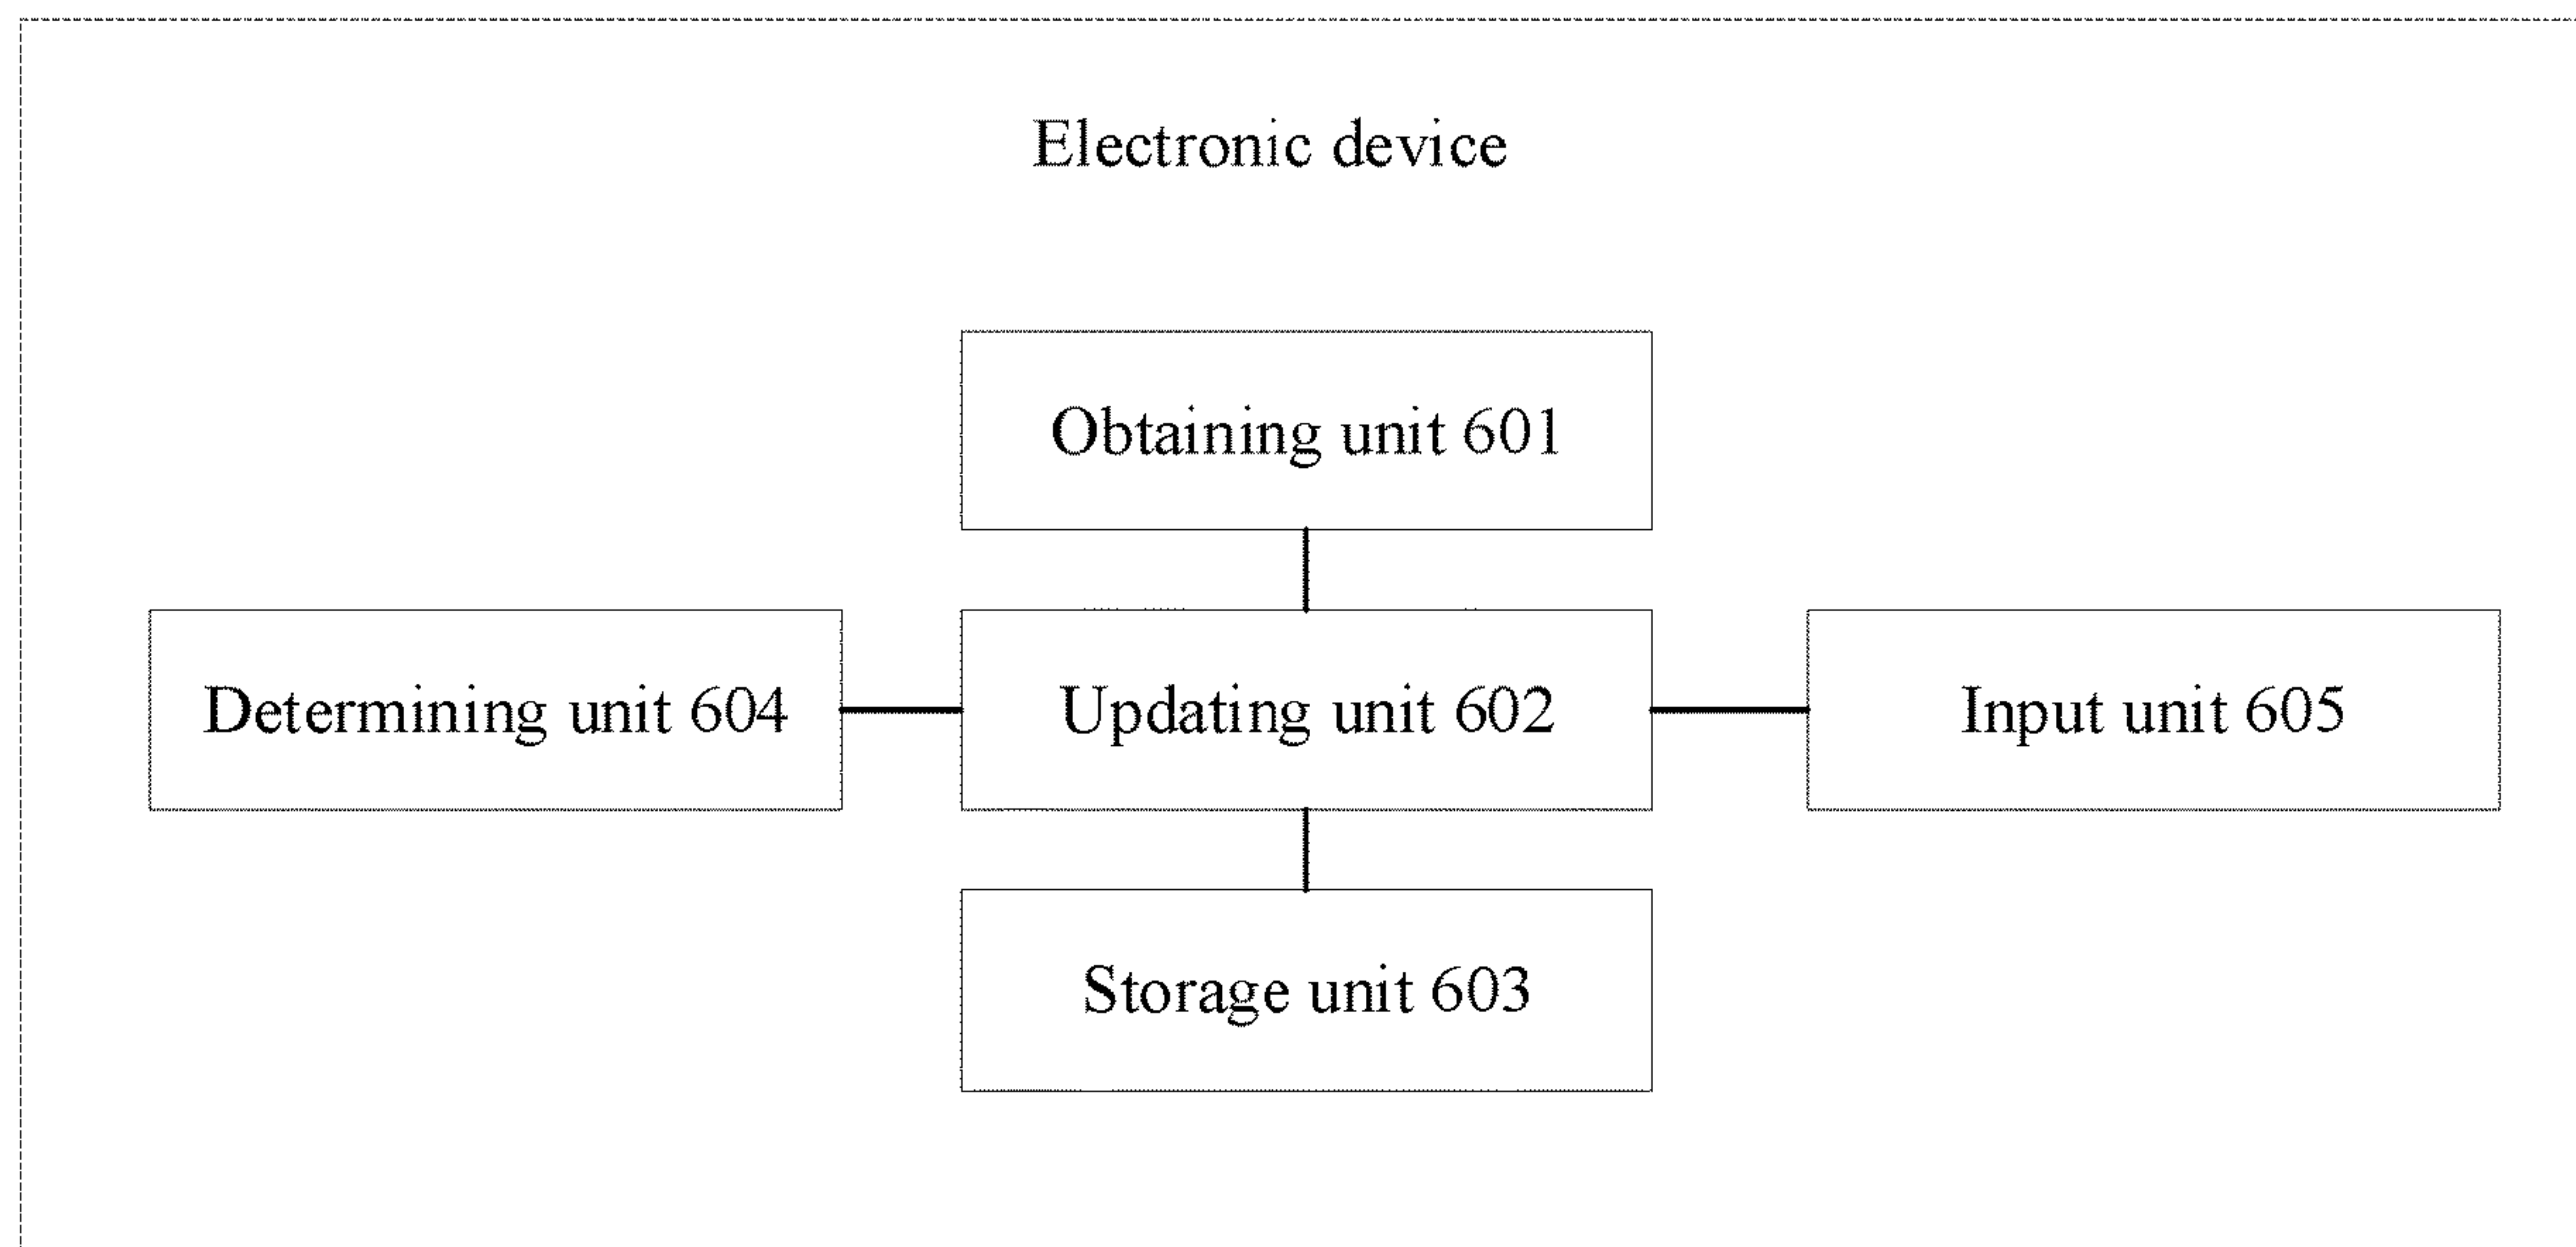 Electronic device
Obtaining unit 601
Determining unit 604
Updating unit 602
Input unit 605
Storage unit 603